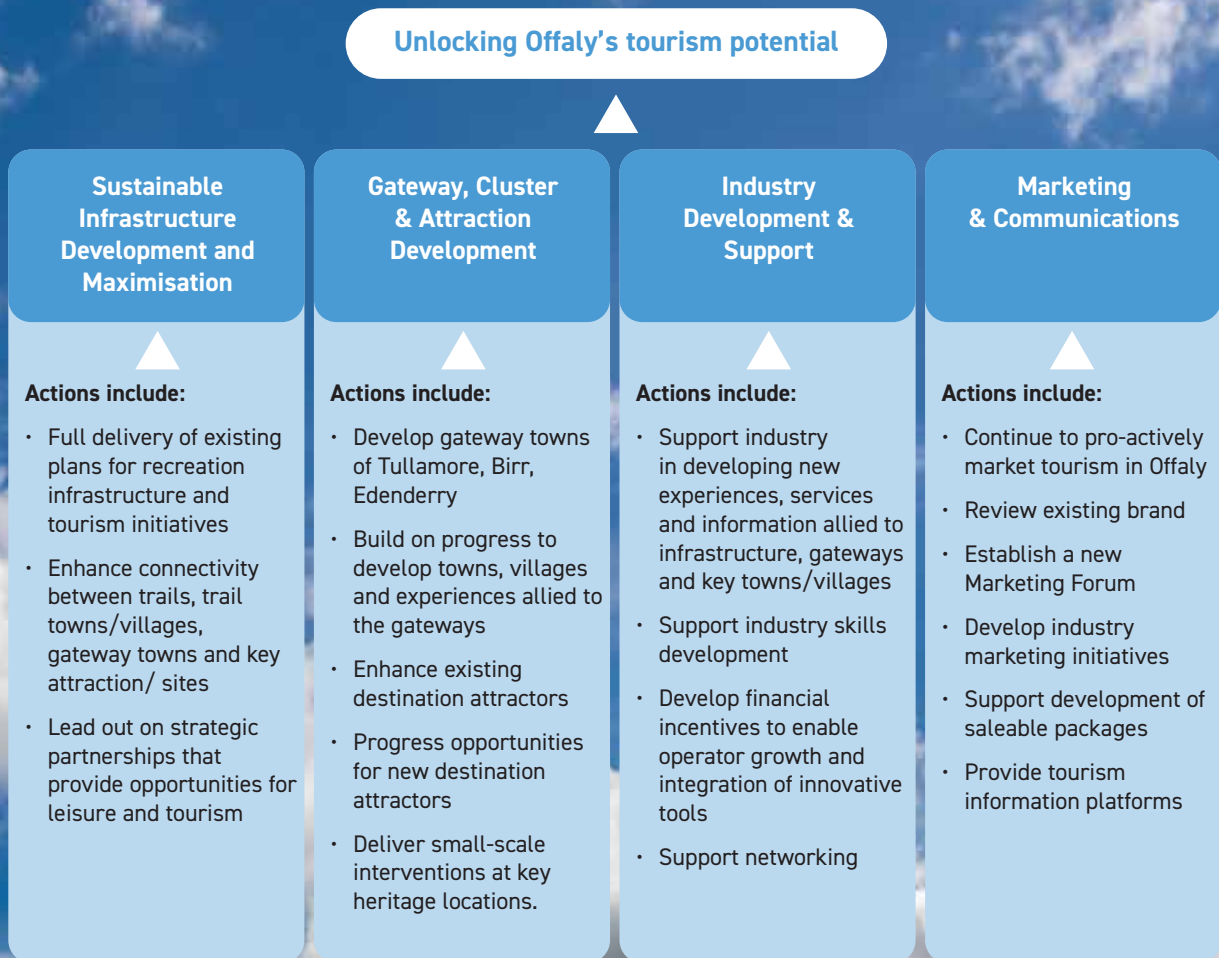 Unlocking Offaly's tourism potential
Sustainable
Infrastructure
Development and
Maximisation
Actions include:
• Full delivery of existing
plans for recreation
infrastructure and
tourism initiatives
• Enhance connectivity
between trails, trail
towns/villages,
gateway towns and key
attraction/ sites
• Lead out on strategic
partnerships that
provide opportunities for
leisure and tourism
Gateway, Cluster
& Attraction
Development
Actions include:
• Develop gateway towns
of Tullamore, Birr,
Edenderry
• Build on progress to
develop towns, villages
and experiences allied to
the gateways
• Enhance existing
destination attractors
• Progress opportunities
for new destination
attractors
• Deliver small-scale
interventions at key
heritage locations.
Industry
Development &
Support
Actions include:
• Support industry
in developing new
experiences, services
and information allied to
infrastructure, gateways
and key towns/villages
• Support industry skills
development
• Develop financial
incentives to enable
operator growth and
integration of innovative
tools
• Support networking
Marketing
& Communications
Actions include:
• Continue to pro-actively
market tourism in Offaly
• Review existing brand
• Establish a new
Marketing Forum
• Develop industry
marketing initiatives
• Support development of
saleable packages
• Provide tourism
information platforms